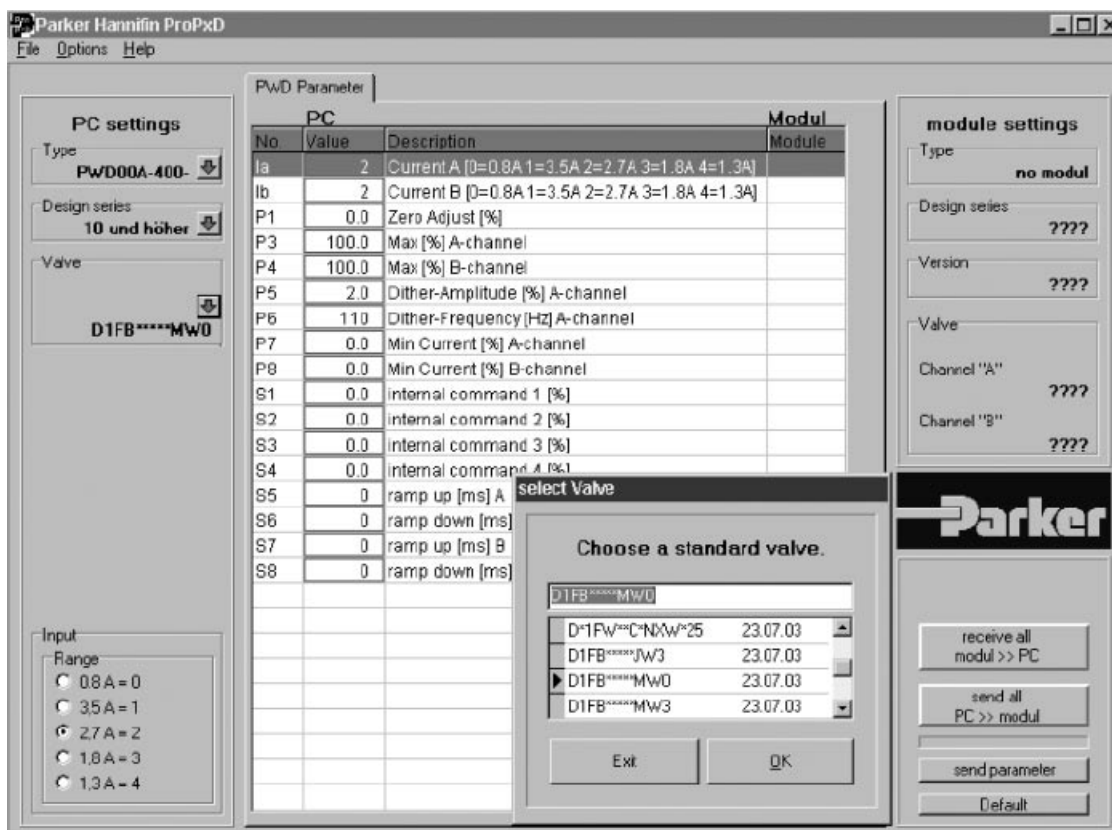 Parker Hannifin ProPxD
File Options Help
PWD Parameter
PC settings
Type
PWD00A-400-
Design series
10 und höher
Valve
D1FB*****MW0
Input
Range
0.8 A = 0
3,5 A = 1
2,7 A = 2
1,8 A = 3
1,3 A = 4
PC Modul
No. Value Description Module
Ia 2 Current A [0=0.8A 1=3.5A 2=2.7A 3=1.8A 4=1.3A]
Ib 2 Current B [0=0.8A 1=3.5A 2=2.7A 3=1.8A 4=1.3A]
P1 0.0 Zero Adjust [%]
P3 100.0 Max [%] A-channel
P4 100.0 Max [%] B-channel
P5 2.0 Dither-Amplitude [%] A-channel
P6 110 Dither-Frequency [Hz] A-channel
P7 0.0 Min Current [%] A-channel
P8 0.0 Min Current [%] B-channel
S1 0.0 internal command 1 [%]
S2 0.0 internal command 2 [%]
S3 0.0 internal command 3 [%]
S4 0.0 internal command 4 [%]
S5 0 ramp up [ms] A
S6 0 ramp down [ms]
S7 0 ramp up [ms] B
S8 0 ramp down [ms]
select Valve
Choose a standard valve.
D1FB*****MW0
D*1FW**C*NXW*25 23.07.03
D1FB*****JW3 23.07.03
D1FB*****MW0 23.07.03
D1FB*****MW3 23.07.03
Exit OK
module settings
Type
no modul
Design series
????
Version
????
Valve
Channel "A"
????
Channel "B"
????
Parker
receive all
modul >> PC
send all
PC >> modul
send parameter
Default